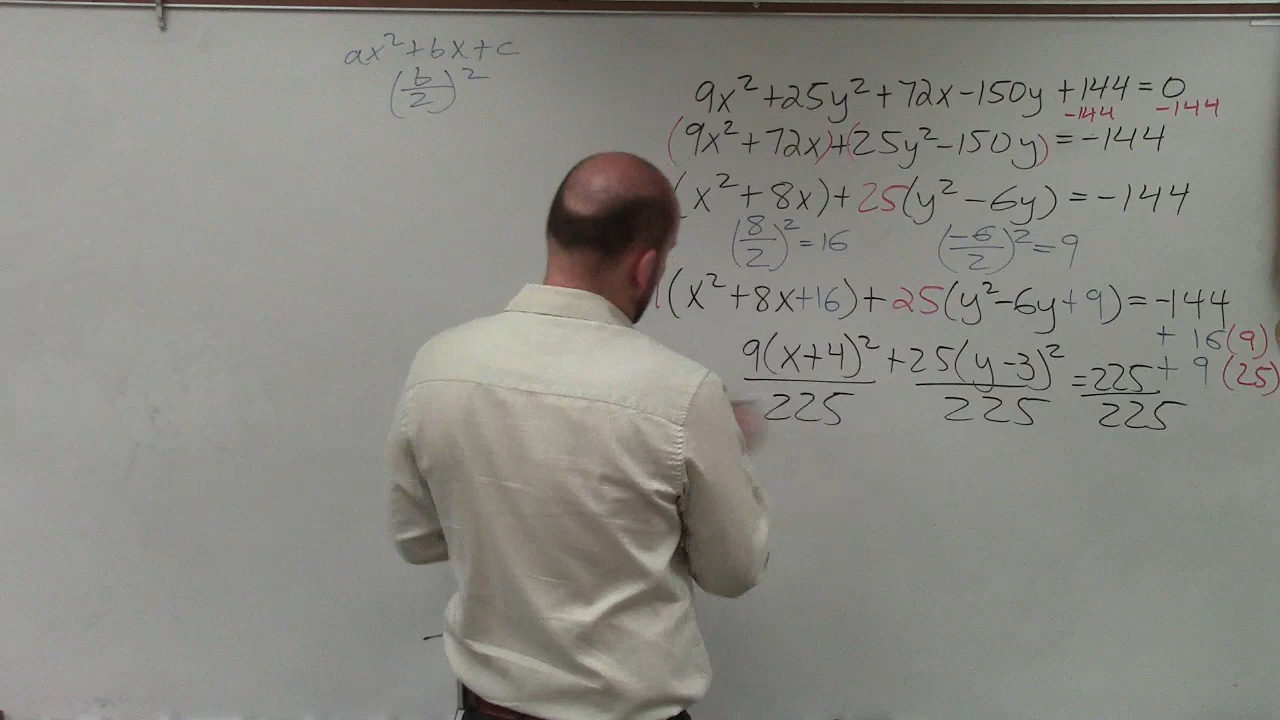 ax²+bx+c
(b/2)²
9x²+25y²+72x-150y+144=0
-144 -144
(9x²+72x)+(25y²-150y)=-144
(x²+8x)+25(y²-6y)=-144
(8/2)²=16 (-6/2)²=9
(x²+8x+16)+25(y²-6y+9)=-144
+ 16(9)
+ 9(25)
9(x+4)²/225+25(y-3)²/225=225/225